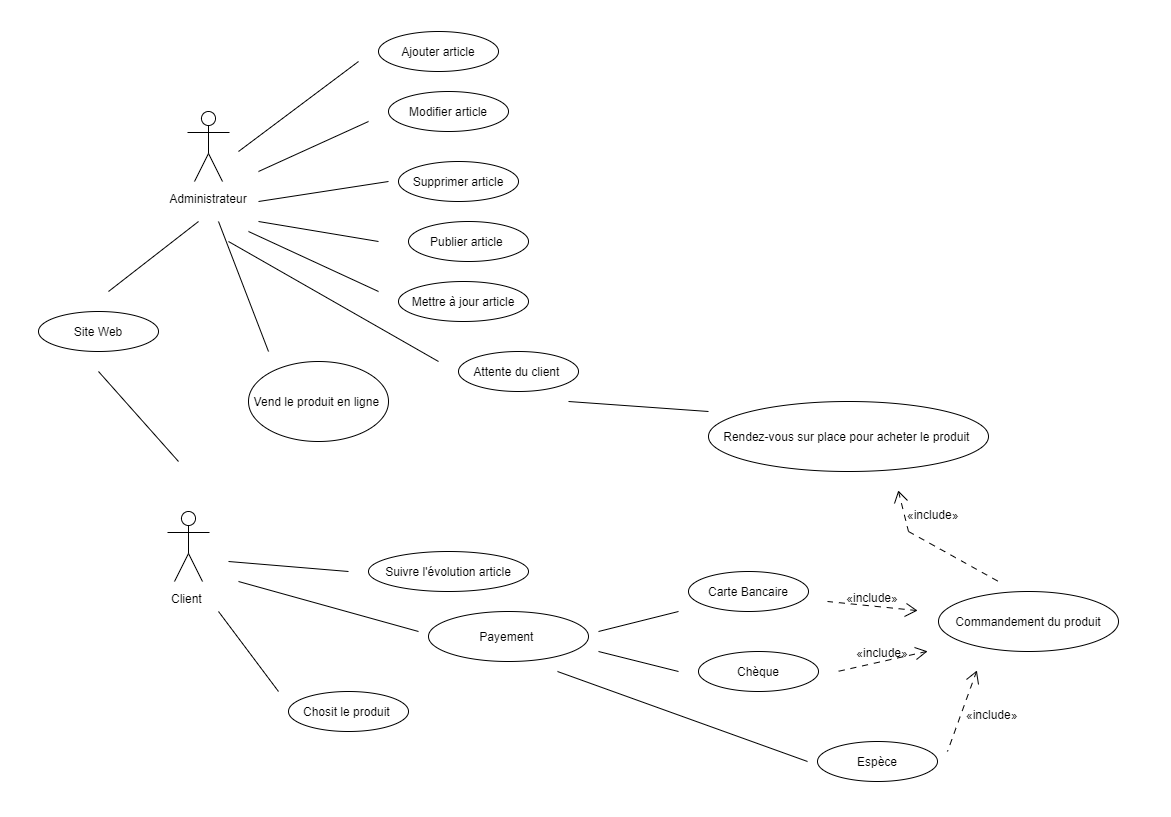 Ajouter article
Modifier article
Supprimer article
Administrateur
Publier article
Mettre à jour article
Site Web
Attente du client
Vend le produit en ligne
Rendez-vous sur place pour acheter le produit
«include»
Suivre l'évolution article
Client
Carte Bancaire
«include»
Commandement du produit
Payement
«include»
Chèque
Chosit le produit
«include»
Espèce